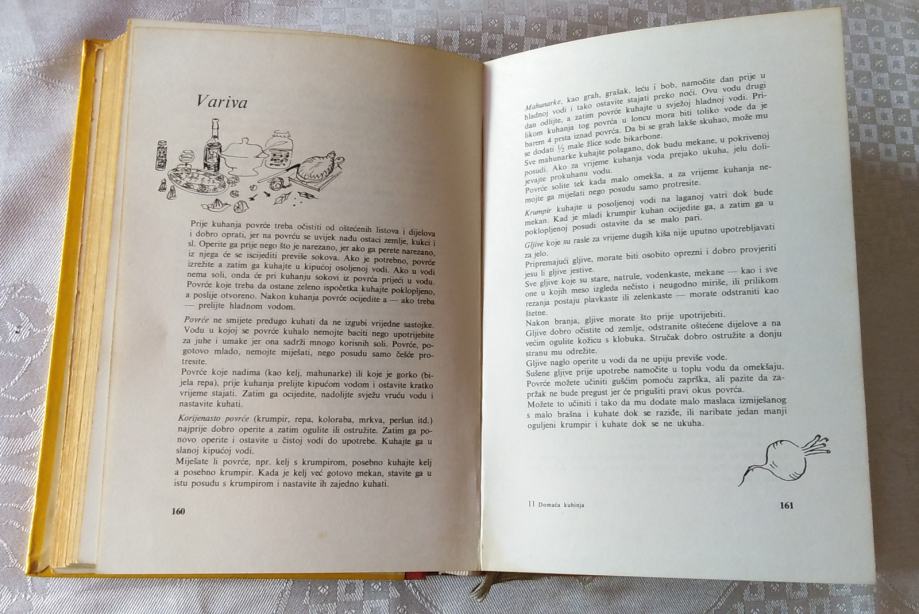 Variva
Prije kuhanja povrće treba očistiti od oštećenih listova i dijelova
i dobro oprati, jer na povrću se uvijek nađu ostaci zemlje, kukci i
sl. Operite ga prije nego što je narezano, jer ako ga perete narezano,
iz njega će se iscijediti previše sokova. Ako je potrebno, povrće
izrežite a zatim ga kuhajte u kipućoj osoljenoj vodi. Ako u vodi
nema soli, onda će pri kuhanju sokovi iz povrća prijeći u vodu.
Povrće koje treba da ostane zeleno ispočetka kuhajte poklopljeno,
a poslije otvoreno. Nakon kuhanja povrće ocijedite a — ako treba
— prelijte hladnom vodom.
Povrće ne smijete predugo kuhati da ne izgubi vrijedne sastojke.
Vodu u kojoj se povrće kuhalo nemojte baciti nego upotrijebite
za juhe i umake jer ona sadrži mnogo korisnih soli. Povrće, po-
gotovo mlado, nemojte miješati, nego posudu samo češće pro-
tresite.
Povrće koje nadima (kao kelj, mahunarke) ili koje je gorko (bi-
jela repa), prije kuhanja prelijte kipućom vodom i ostavite kratko
vrijeme stajati. Zatim ga ocijedite, nadolijte svježu vruću vodu i
nastavite kuhati.
Korijenasto povrće (krumpir, repa, koloraba, mrkva, peršun itd.)
najprije dobro operite a zatim ogulite ili ostružite. Zatim ga po-
novo operite i ostavite u čistoj vodi do upotrebe. Kuhajte ga u
slanoj kipućoj vodi.
Miješate li povrće, npr. kelj s krumpirom, posebno kuhajte kelj
a posebno krumpir. Kada je kelj već gotovo mekan, stavite ga u
istu posudu s krumpirom i nastavite ih zajedno kuhati.
160
Mahunarke, kao grah, grašak, leću i bob, namočite dan prije u
hladnoj vodi i tako ostavite stajati preko noći. Ovu vodu drugi
dan odlijte, a zatim povrće kuhajte u svježoj hladnoj vodi. Pri-
likom kuhanja tog povrća u loncu mora biti toliko vode da je
barem 4 prsta iznad povrća. Da bi se grah lakše skuhao, može mu
se dodati ½ male žlice sode bikarbone.
Sve mahunarke kuhajte polagano, dok budu mekane, u pokrivenoj
posudi. Ako za vrijeme kuhanja voda prejako ukuha, jelu doli-
jevajte prokuhanu vodu.
Povrće solite tek kada malo omekša, a za vrijeme kuhanja ne-
mojte ga miješati nego posudu samo protresite.
Krumpir kuhajte u posoljenoj vodi na laganoj vatri dok bude
mekan. Kad je mladi krumpir kuhan ocijedite ga, a zatim ga u
poklopljenoj posudi ostavite da se malo pari.
Gljive koje su rasle za vrijeme dugih kiša nije uputno upotrebljavati
za jelo.
Pripremajući gljive, morate biti osobito oprezni i dobro provjeriti
jesu li gljive jestive.
Sve gljive koje su stare, natrule, vodenkaste, mekane — kao i sve
one u kojih meso izgleda nečisto i neugodno miriše, ili prilikom
rezanja postaju plavkaste ili zelenkaste — morate odstraniti kao
štetne.
Nakon branja, gljive morate što prije upotrijebiti.
Gljive dobro očistite od zemlje, odstranite oštećene dijelove a na
većim ogulite kožicu s klobuka. Stručak dobro ostružite a donju
stranu mu odrežite.
Gljive naglo operite u vodi da ne upiju previše vode.
Sušene gljive prije upotrebe namočite u toplu vodu da omekšaju.
Povrće možete učiniti gušćim pomoću zaprška, ali pazite da za-
pržak ne bude pregust jer će prigušiti pravi okus povrća.
Možete to učiniti i tako da mu dodate malo maslaca izmiješanog
s malo brašna i kuhate dok se raziđe, ili naribate jedan manji
oguljeni krumpir i kuhate dok se ne ukuha.
11 Domaća kuhinja
161